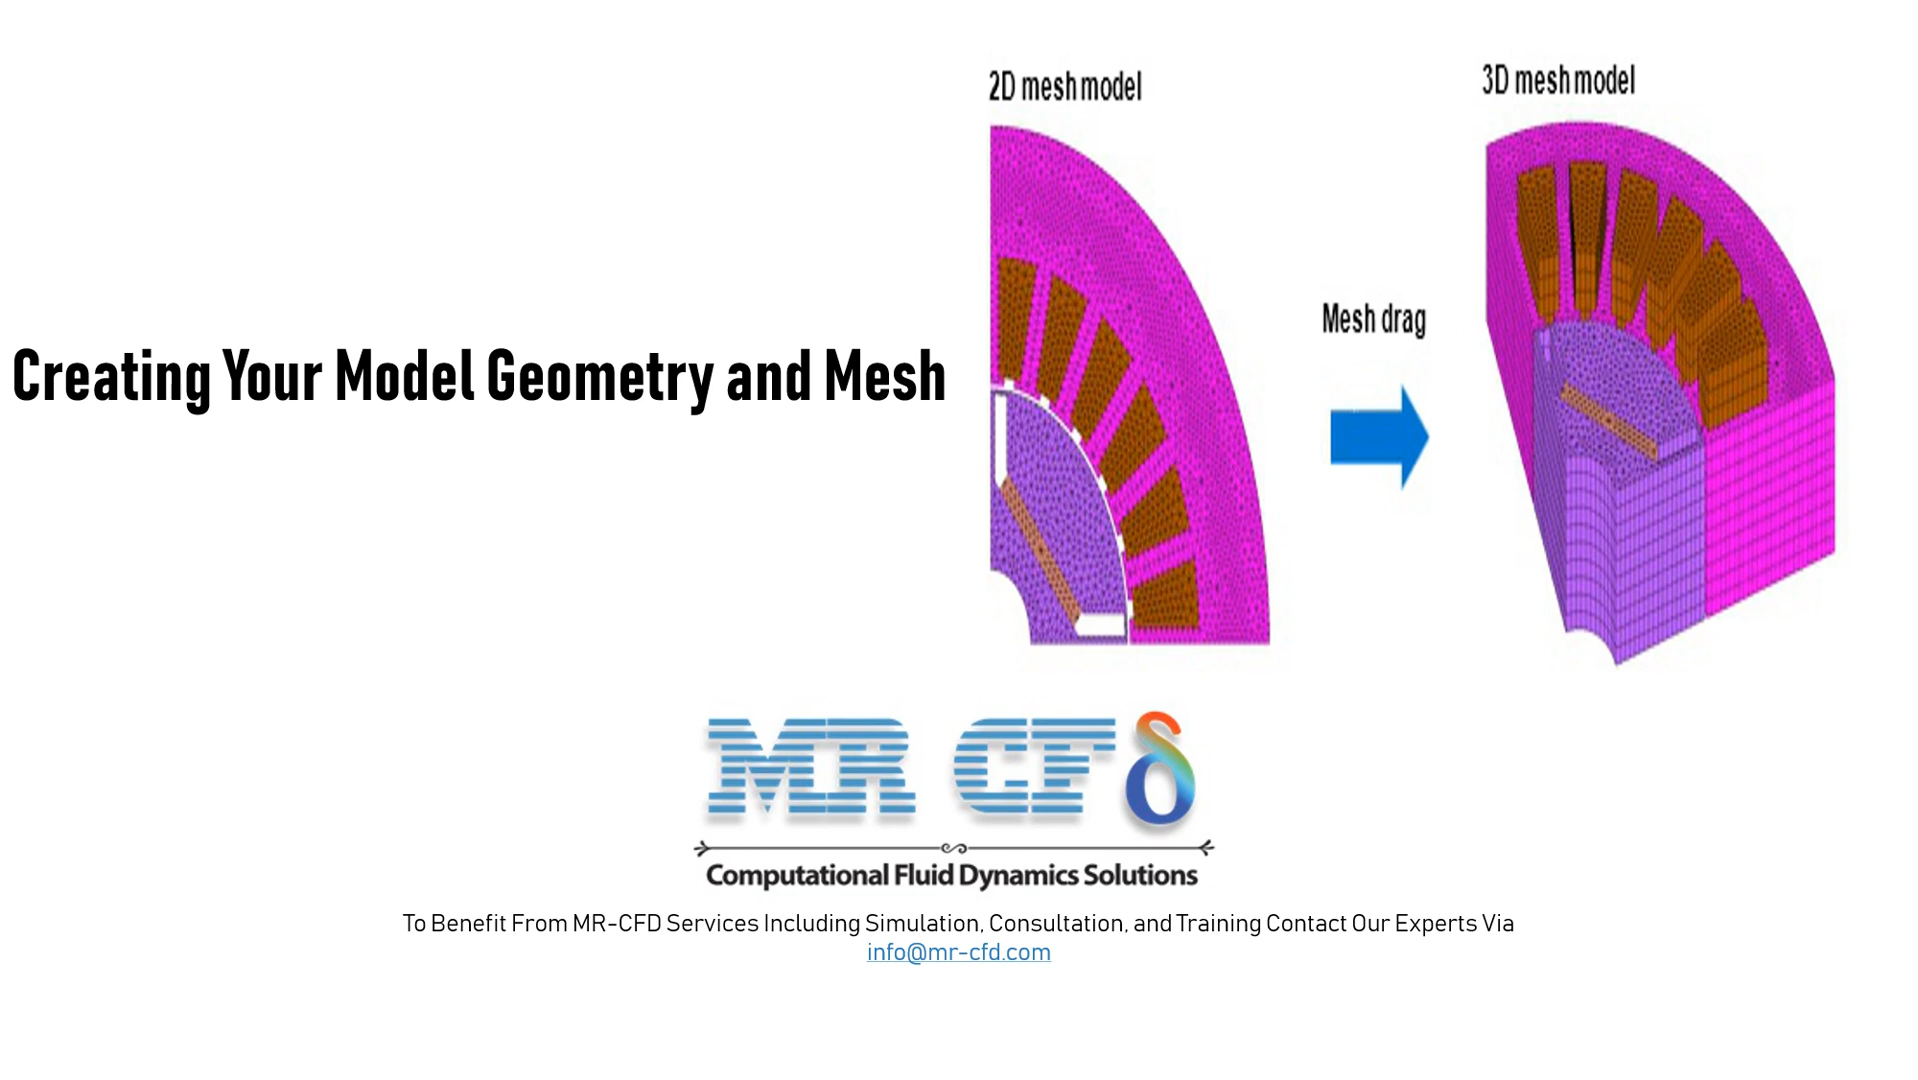 2D mesh model
3D mesh model
Mesh drag
Creating Your Model Geometry and Mesh
MR CFδ
Computational Fluid Dynamics Solutions
To Benefit From MR-CFD Services Including Simulation, Consultation, and Training Contact Our Experts Via
info@mr-cfd.com